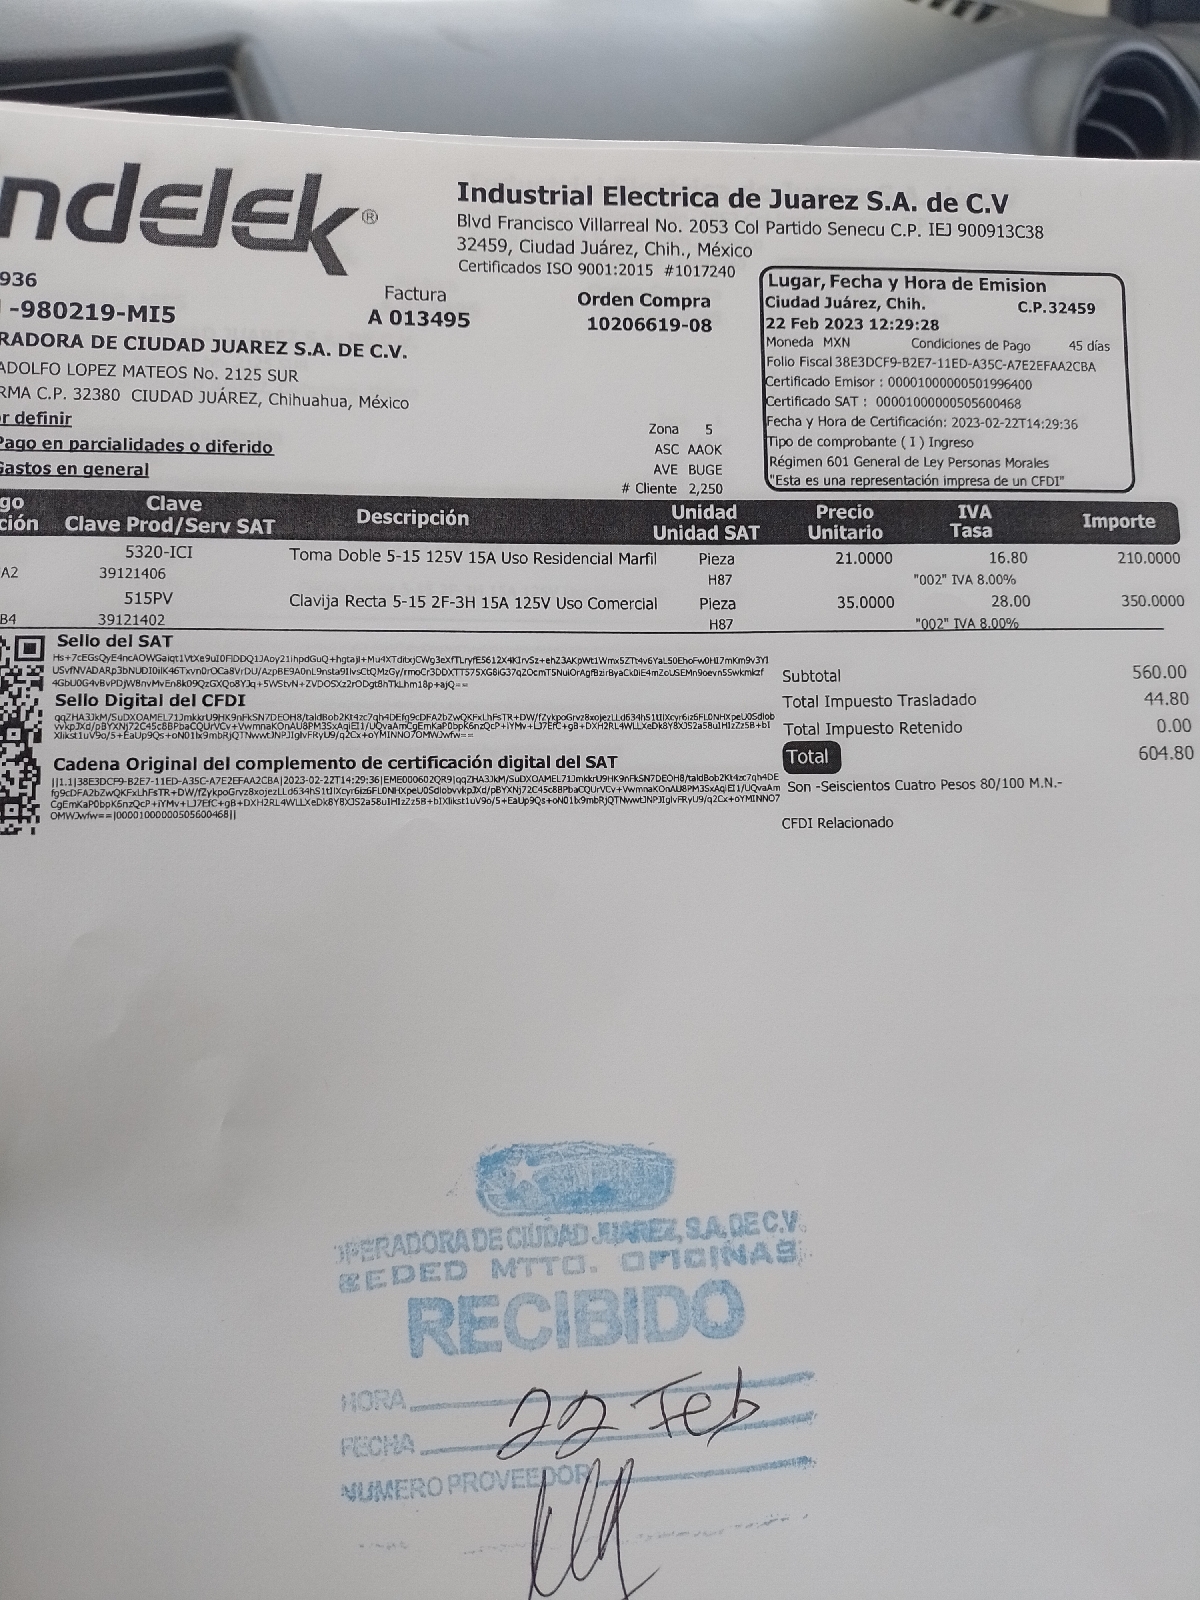 ndelek®
Industrial Electrica de Juarez S.A. de C.V
Blvd Francisco Villarreal No. 2053 Col Partido Senecu C.P. IEJ 900913C38
32459, Ciudad Juárez, Chih., México
Certificados ISO 9001:2015 #1017240
936
-980219-MI5
Factura
A 013495
Orden Compra
10206619-08
RADORA DE CIUDAD JUAREZ S.A. DE C.V.
ADOLFO LOPEZ MATEOS No. 2125 SUR
RMA C.P. 32380 CIUDAD JUÁREZ, Chihuahua, México
r definir
Pago en parcialidades o diferido
Gastos en general
Zona 5
ASC AAOK
AVE BUGE
# Cliente 2,250
Lugar, Fecha y Hora de Emision
Ciudad Juárez, Chih. C.P.32459
22 Feb 2023 12:29:28
Moneda MXN Condiciones de Pago 45 días
Folio Fiscal 38E3DCF9-B2E7-11ED-A35C-A7E2EFAA2CBA
Certificado Emisor : 00001000000501996400
Certificado SAT : 00001000000505600468
Fecha y Hora de Certificación: 2023-02-22T14:29:36
Tipo de comprobante ( I ) Ingreso
Régimen 601 General de Ley Personas Morales
"Esta es una representación impresa de un CFDI"
go Clave Descripción Unidad Precio IVA Importe
ción Clave Prod/Serv SAT Unidad SAT Unitario Tasa
5320-ICI Toma Doble 5-15 125V 15A Uso Residencial Marfil Pieza 21.0000 16.80 210.0000
A2 39121406 H87 "002" IVA 8.00%
515PV Clavija Recta 5-15 2F-3H 15A 125V Uso Comercial Pieza 35.0000 28.00 350.0000
B4 39121402 H87 "002" IVA 8.00%
Sello del SAT
Sello Digital del CFDI
Cadena Original del complemento de certificación digital del SAT
OMWJwfw==|00001000000505600468||
Subtotal 560.00
Total Impuesto Trasladado 44.80
Total Impuesto Retenido 0.00
Total 604.80
Son -Seiscientos Cuatro Pesos 80/100 M.N.-
CFDI Relacionado
OPERADORA DE CIUDAD JUAREZ, S.A. DE C.V.
MTTO. OFICINAS
RECIBIDO
HORA
22 Feb
FECHA
NUMERO PROVEEDOR